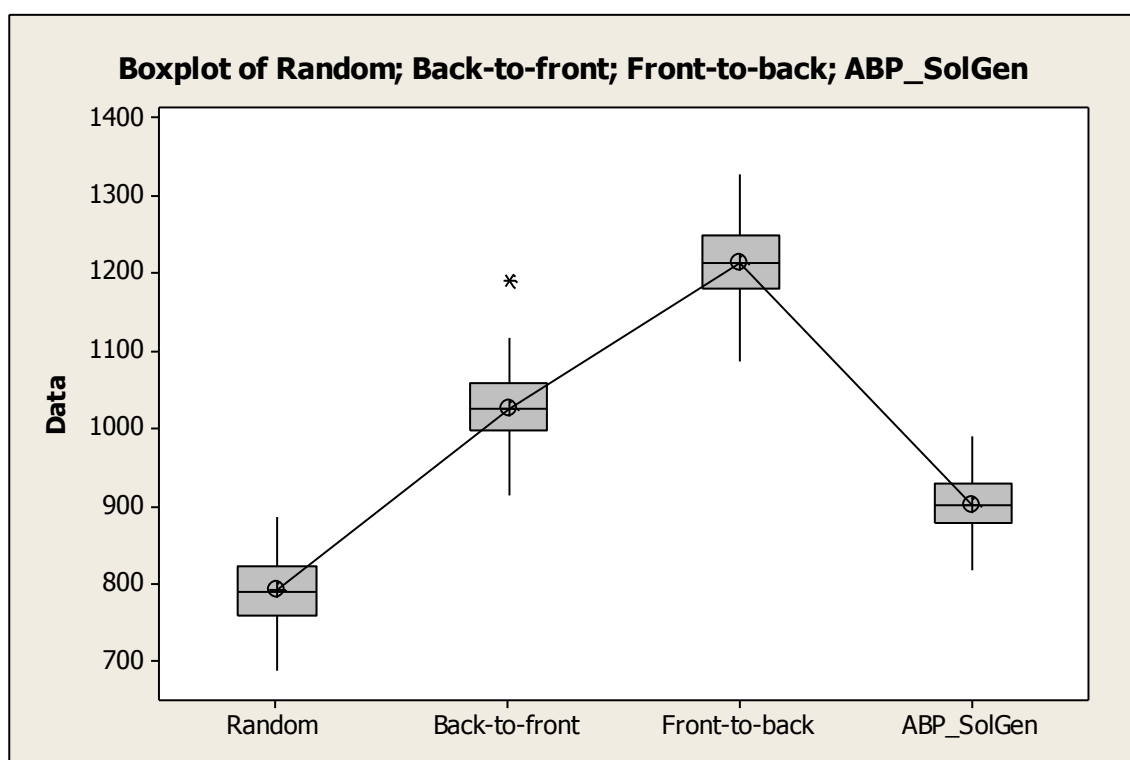 Boxplot of Random; Back-to-front; Front-to-back; ABP_SolGen
1400
1300
1200
1100
1000
900
800
700
Data
Random
Back-to-front
Front-to-back
ABP_SolGen